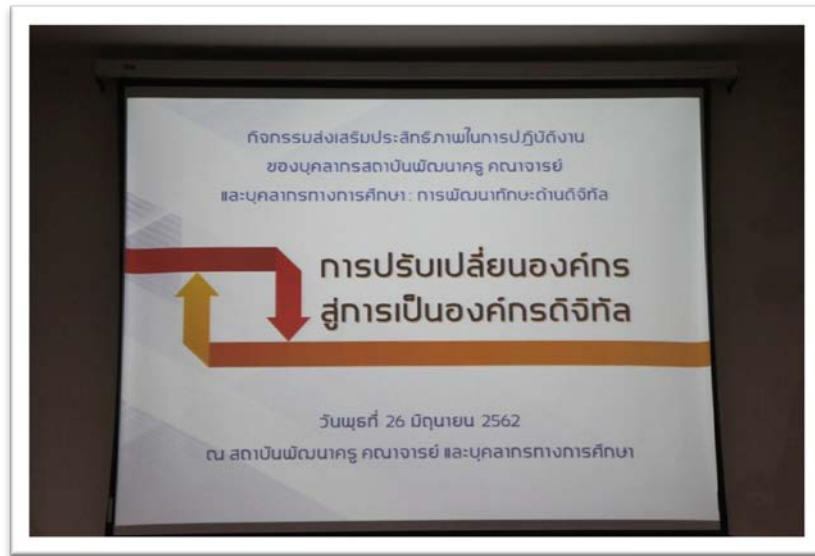 กิจกรรมส่งเสริมประสิทธิภาพในการปฏิบัติงาน
ของบุคลากรสถาบันพัฒนาครู คณาจารย์
และบุคลากรทางการศึกษา : การพัฒนาทักษะด้านดิจิทัล
การปรับเปลี่ยนองค์กร
สู่การเป็นองค์กรดิจิทัล
วันพุธที่ 26 มิถุนายน 2562
ณ สถาบันพัฒนาครู คณาจารย์ และบุคลากรทางการศึกษา